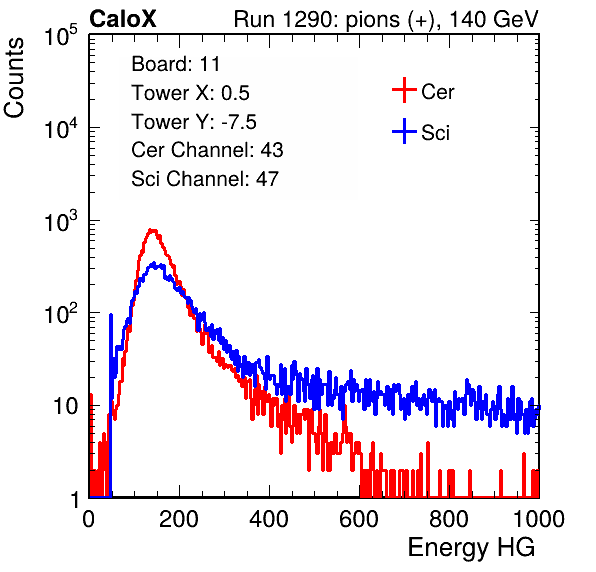 CaloX Run 1290: pions (+), 140 GeV
Counts
10^5
10^4
10^3
10^2
10
1
Board: 11
Tower X: 0.5
Tower Y: -7.5
Cer Channel: 43
Sci Channel: 47
Cer
Sci
0 200 400 600 800 1000
Energy HG